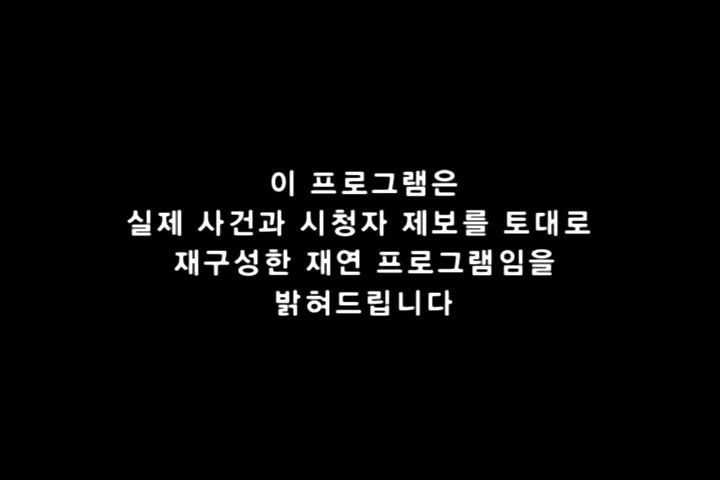 이 프로그램은
실제 사건과 시청자 제보를 토대로
재구성한 재연 프로그램임을
밝혀드립니다